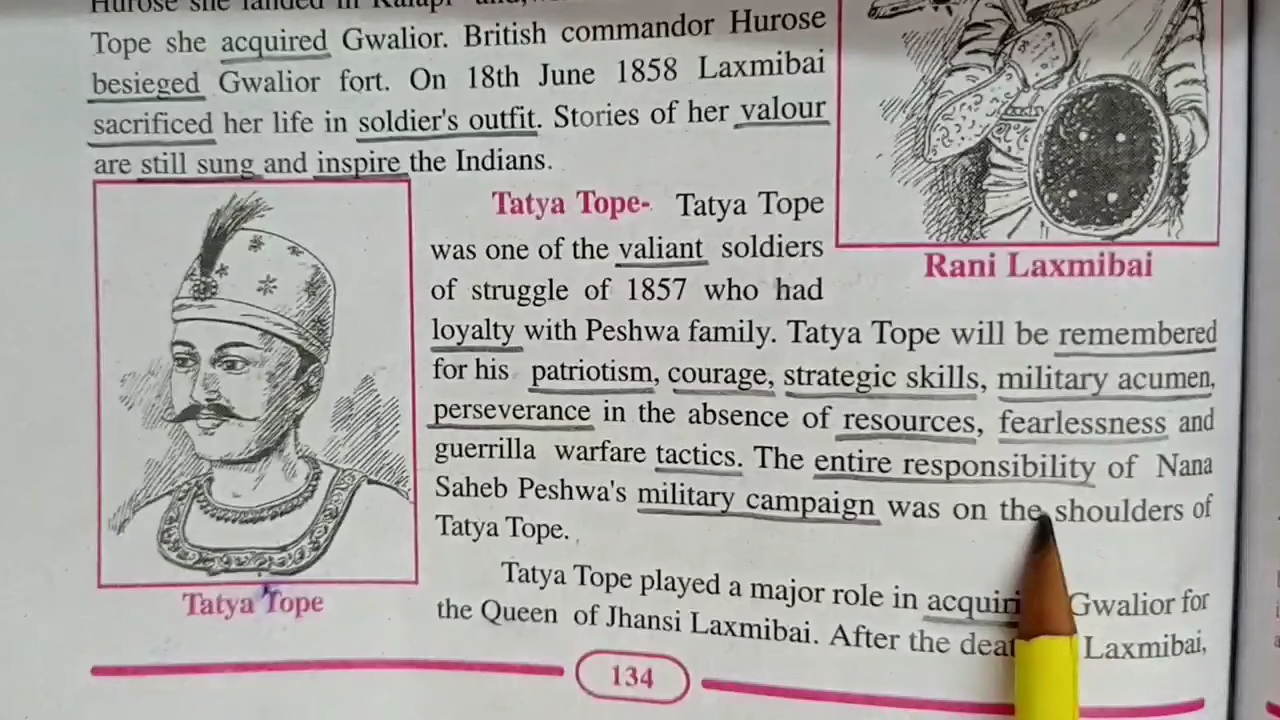 Hurose she landed in Kalapi and,
Tope she acquired Gwalior. British commandor Hurose
besieged Gwalior fort. On 18th June 1858 Laxmibai
sacrificed her life in soldier's outfit. Stories of her valour
are still sung and inspire the Indians.
Rani Laxmibai
Tatya Tope- Tatya Tope
was one of the valiant soldiers
of struggle of 1857 who had
loyalty with Peshwa family. Tatya Tope will be remembered
for his patriotism, courage, strategic skills, military acumen,
perseverance in the absence of resources, fearlessness and
guerrilla warfare tactics. The entire responsibility of Nana
Saheb Peshwa's military campaign was on the shoulders of
Tatya Tope.
Tatya Tope
Tatya Tope played a major role in acquiri Gwalior for
the Queen of Jhansi Laxmibai. After the deat Laxmibai,
134